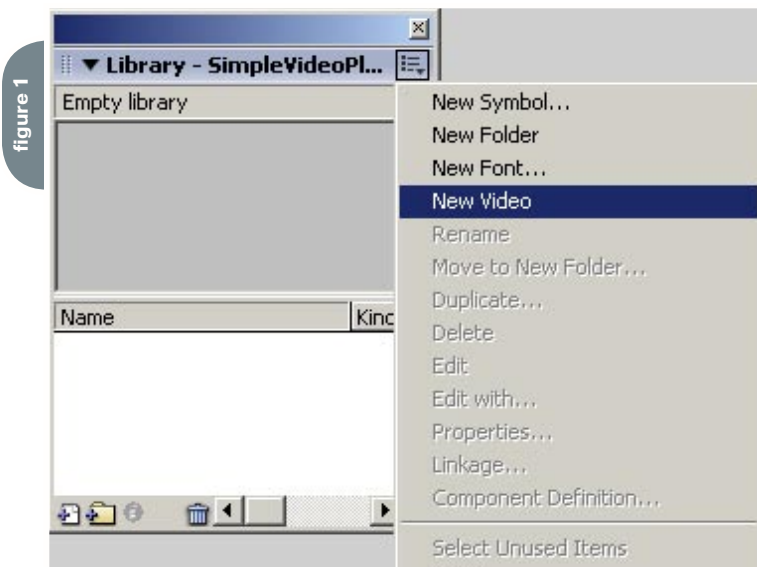 figure 1
Library - SimpleVideoPl...
Empty library
Name Kind
New Symbol...
New Folder
New Font...
New Video
Rename
Move to New Folder...
Duplicate...
Delete
Edit
Edit with...
Properties...
Linkage...
Component Definition...
Select Unused Items